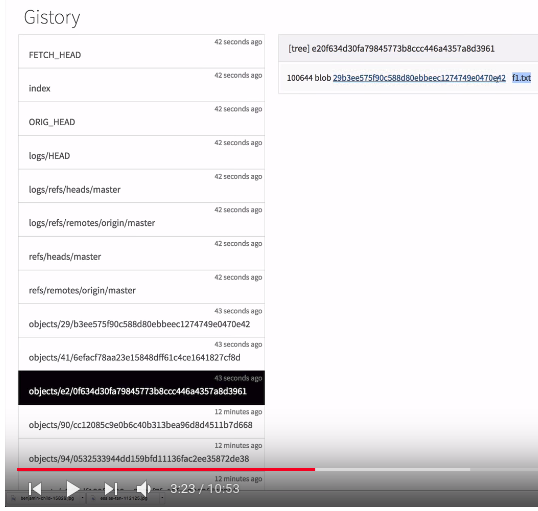 Gistory
42 seconds ago
FETCH_HEAD
42 seconds ago
index
42 seconds ago
ORIG_HEAD
42 seconds ago
logs/HEAD
42 seconds ago
logs/refs/heads/master
42 seconds ago
logs/refs/remotes/origin/master
42 seconds ago
refs/heads/master
42 seconds ago
refs/remotes/origin/master
43 seconds ago
objects/29/b3ee575f90c588d80ebbeec1274749e0470e42
43 seconds ago
objects/41/6efacf78aa23e15848dff61c4ce1641827cf8d
43 seconds ago
objects/e2/0f634d30fa79845773b8ccc446a4357a8d3961
12 minutes ago
objects/90/cc12085c9e0b6c40b313bea96d8d4511b7d668
12 minutes ago
objects/94/0532533944dd159bfd11136fac2ee35872de38
12 minutes ago
[tree] e20f634d30fa79845773b8ccc446a4357a8d3961
100644 blob 29b3ee575f90c588d80ebbeec1274749e0470e42 f1.txt
3:23 / 10:53